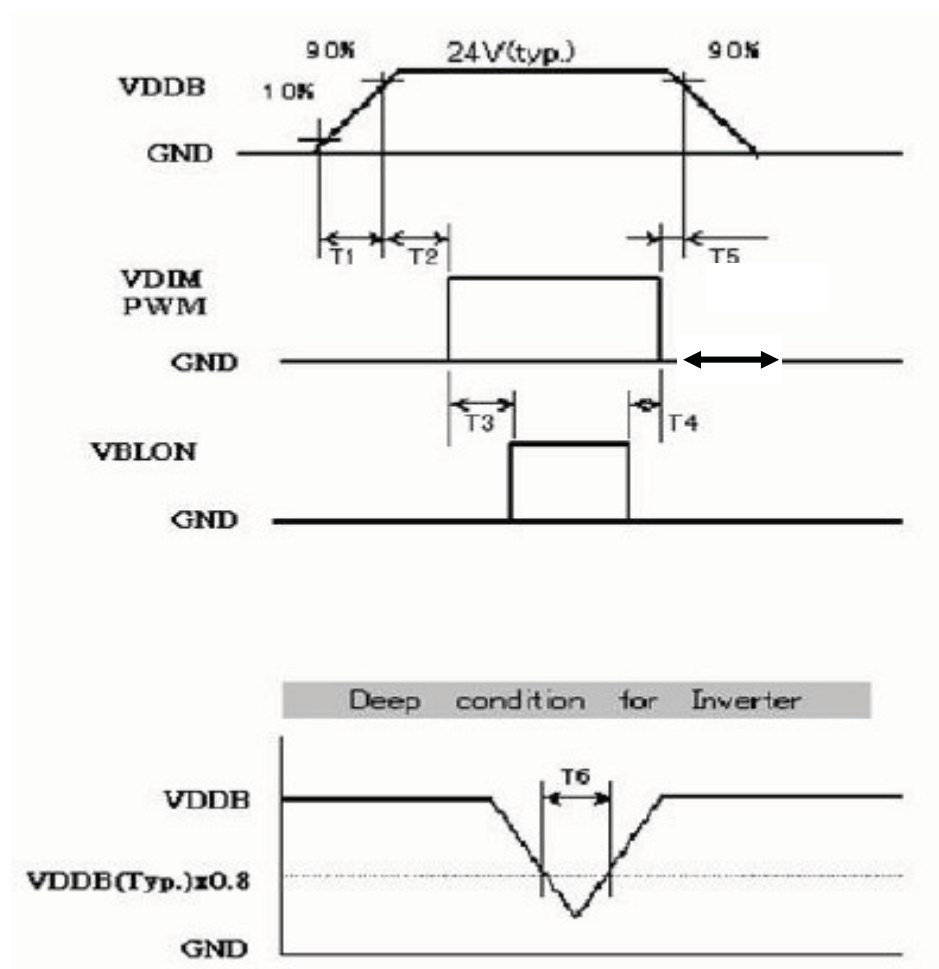 90% 24V(typ.) 90%
VDDB 10%
GND
T1 T2 T5
VDIM
PWM
GND
T3 T4
VBLON
GND
Deep condition for Inverter
T6
VDDB
VDDB(Typ.)x0.8
GND